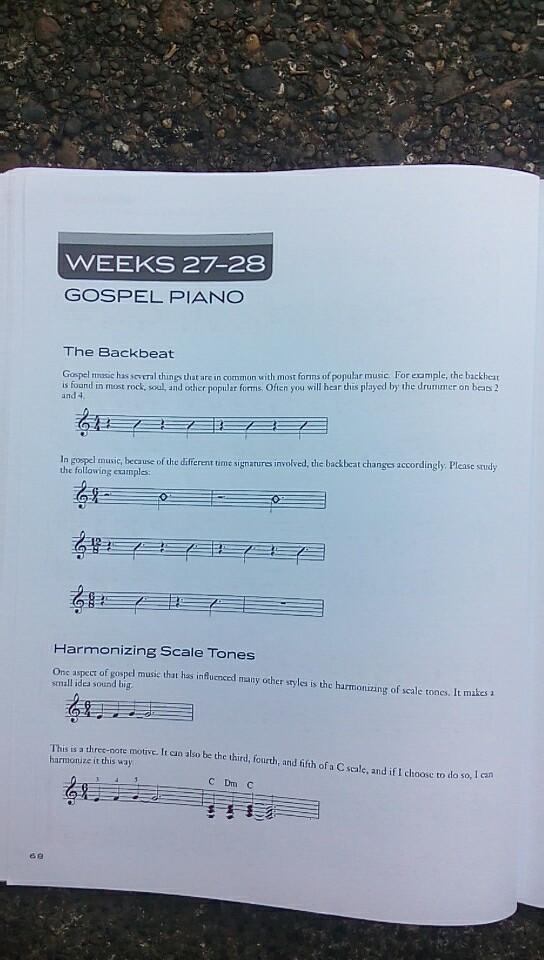 WEEKS 27–28
GOSPEL PIANO
The Backbeat
Gospel music has several things that are in common with most forms of popular music. For example, the backbeat
is found in most rock, soul, and other popular forms. Often you will hear this played by the drummer on beats 2
and 4.
In gospel music, because of the different time signatures involved, the backbeat changes accordingly. Please study
the following examples:
Harmonizing Scale Tones
One aspect of gospel music that has influenced many other styles is the harmonizing of scale tones. It makes a
small idea sound big.
This is a three-note motive. It can also be the third, fourth, and fifth of a C scale, and if I choose to do so, I can
harmonize it this way
3 4 5 C Dm C
68